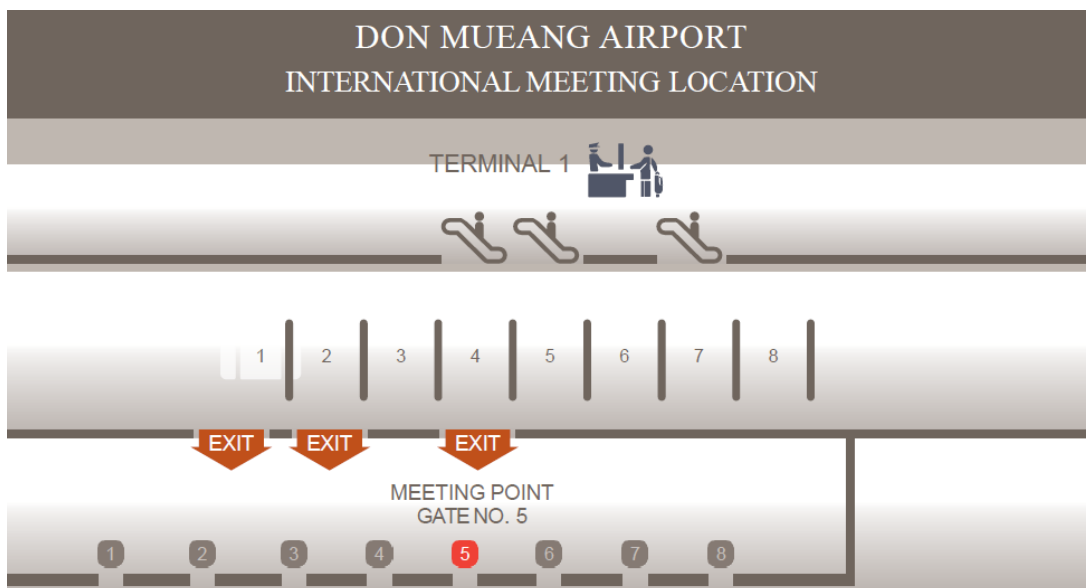 DON MUEANG AIRPORT
INTERNATIONAL MEETING LOCATION
TERMINAL 1
1 2 3 4 5 6 7 8
EXIT EXIT EXIT
MEETING POINT
GATE NO. 5
1 2 3 4 5 6 7 8